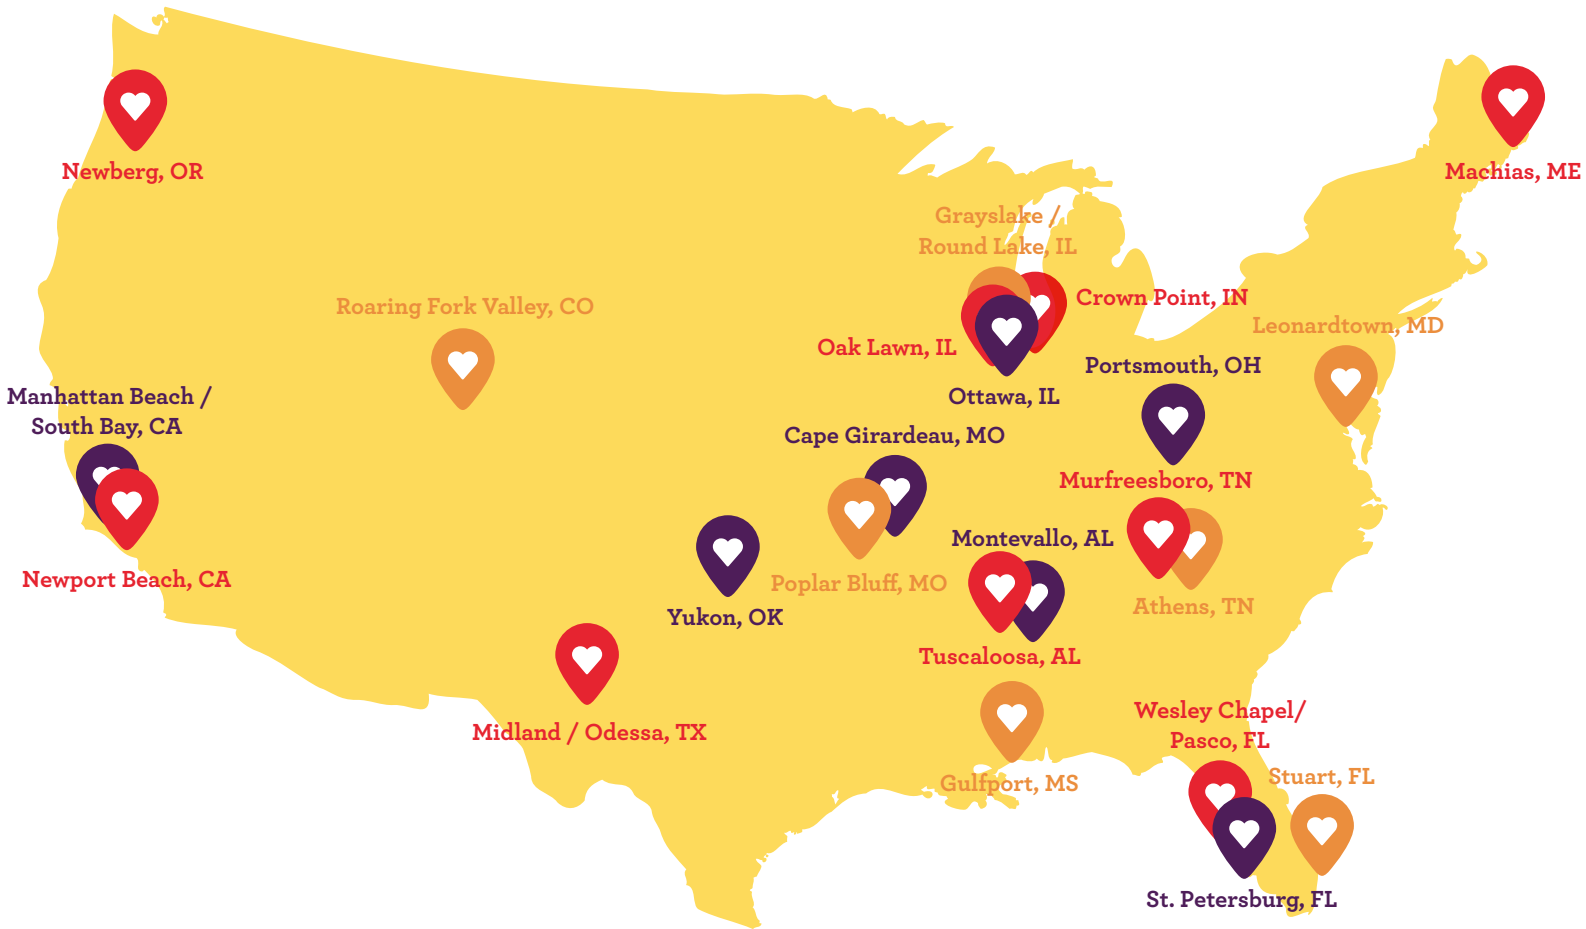 Newberg, OR
Machias, ME
Grayslake /
Round Lake, IL
Roaring Fork Valley, CO
Crown Point, IN
Leonardtown, MD
Oak Lawn, IL
Portsmouth, OH
Manhattan Beach /
South Bay, CA
Ottawa, IL
Cape Girardeau, MO
Murfreesboro, TN
Montevallo, AL
Newport Beach, CA
Poplar Bluff, MO
Athens, TN
Yukon, OK
Tuscaloosa, AL
Wesley Chapel/
Pasco, FL
Midland / Odessa, TX
Stuart, FL
Gulfport, MS
St. Petersburg, FL